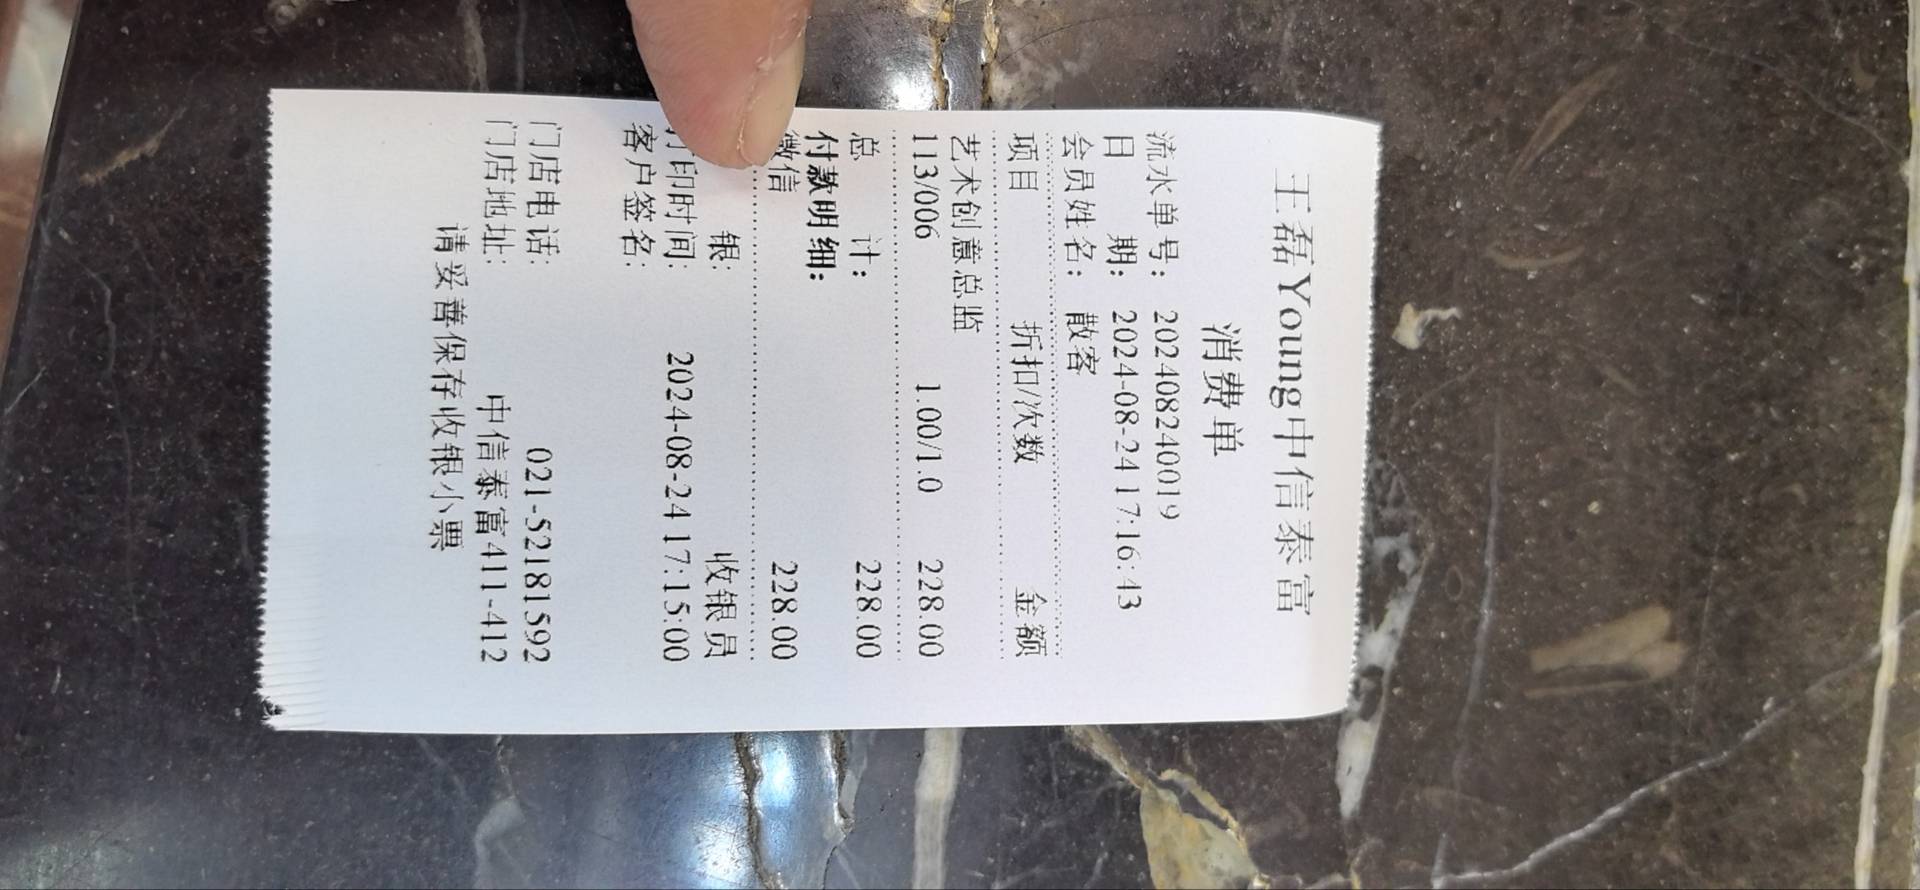 王磊Young中信泰富
消费单
流水单号： 202408240019
日 期： 2024-08-24 17:16:43
会员姓名： 散客
项目 折扣/次数 金额
艺术创意总监
113/006 1.00/1.0 228.00
总 计： 228.00
付款明细：
微信 228.00
银: 收银员
打印时间: 2024-08-24 17:15:00
客户签名:
门店电话: 021-52181592
门店地址: 中信泰富411-412
请妥善保存收银小票